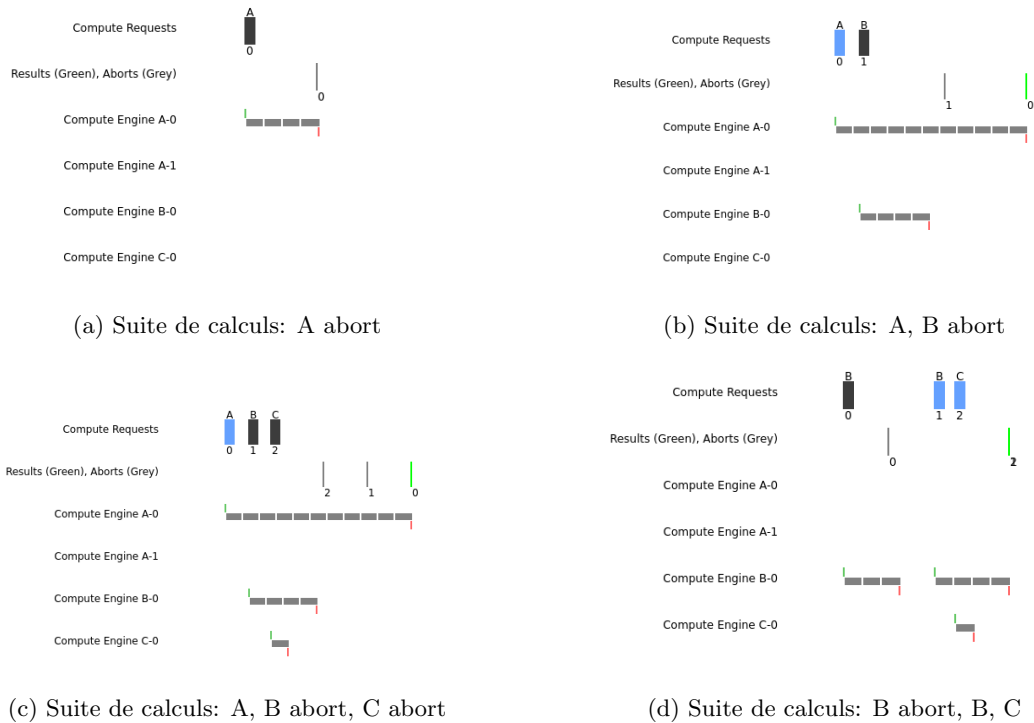 A
Compute Requests
0
Results (Green), Aborts (Grey)
0
Compute Engine A-0
Compute Engine A-1
Compute Engine B-0
Compute Engine C-0
(a) Suite de calculs: A abort
A B
Compute Requests
0 1
Results (Green), Aborts (Grey)
1 0
Compute Engine A-0
Compute Engine A-1
Compute Engine B-0
Compute Engine C-0
(b) Suite de calculs: A, B abort
A B C
Compute Requests
0 1 2
Results (Green), Aborts (Grey)
2 1 0
Compute Engine A-0
Compute Engine A-1
Compute Engine B-0
Compute Engine C-0
(c) Suite de calculs: A, B abort, C abort
B B C
Compute Requests
0 1 2
Results (Green), Aborts (Grey)
0
Compute Engine A-0
Compute Engine A-1
Compute Engine B-0
Compute Engine C-0
(d) Suite de calculs: B abort, B, C